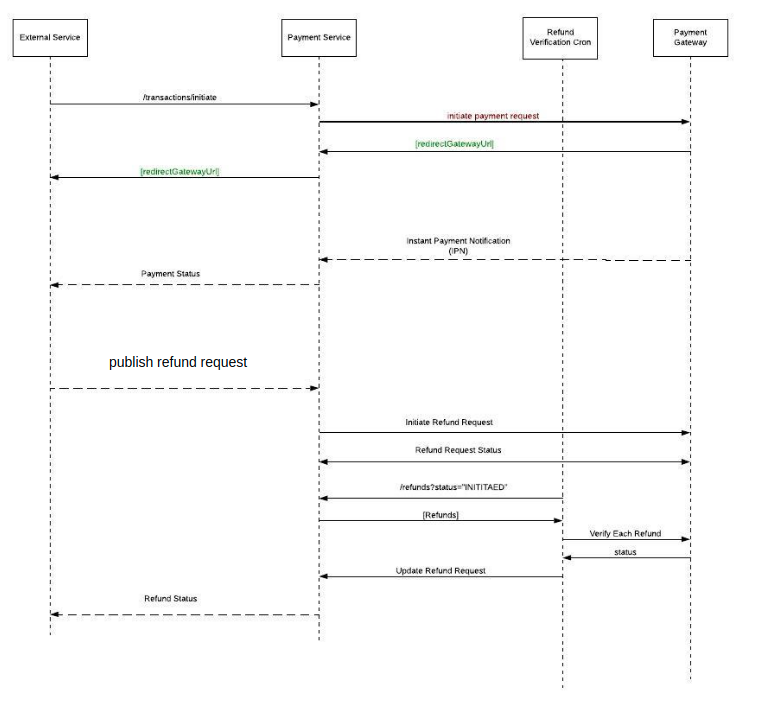 External Service
Payment Service
Refund
Verification Cron
Payment
Gateway
/transactions/initiate
initiate payment request
[redirectGatewayUrl]
[redirectGatewayUrl]
Instant Payment Notification
(IPN)
Payment Status
publish refund request
Initiate Refund Request
Refund Request Status
/refunds?status="INITITAED"
[Refunds]
Verify Each Refund
status
Update Refund Request
Refund Status